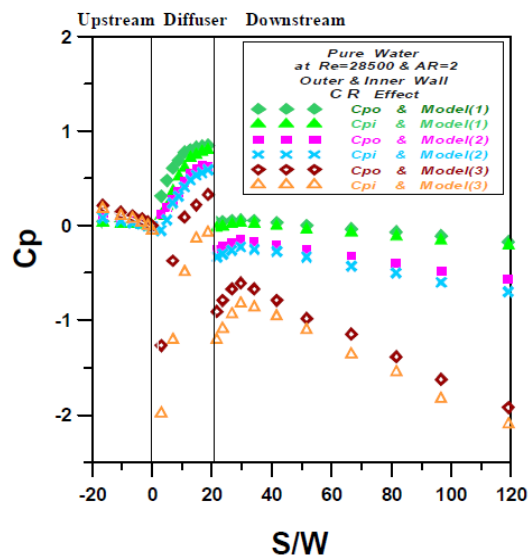 Upstream Diffuser Downstream
Pure Water
at Re=28500 & AR=2
Outer & Inner Wall
C R Effect
Cpo & Model(1)
Cpi & Model(1)
Cpo & Model(2)
Cpi & Model(2)
Cpo & Model(3)
Cpi & Model(3)
2
1
0
-1
-2
Cp
-20 0 20 40 60 80 100 120
S/W